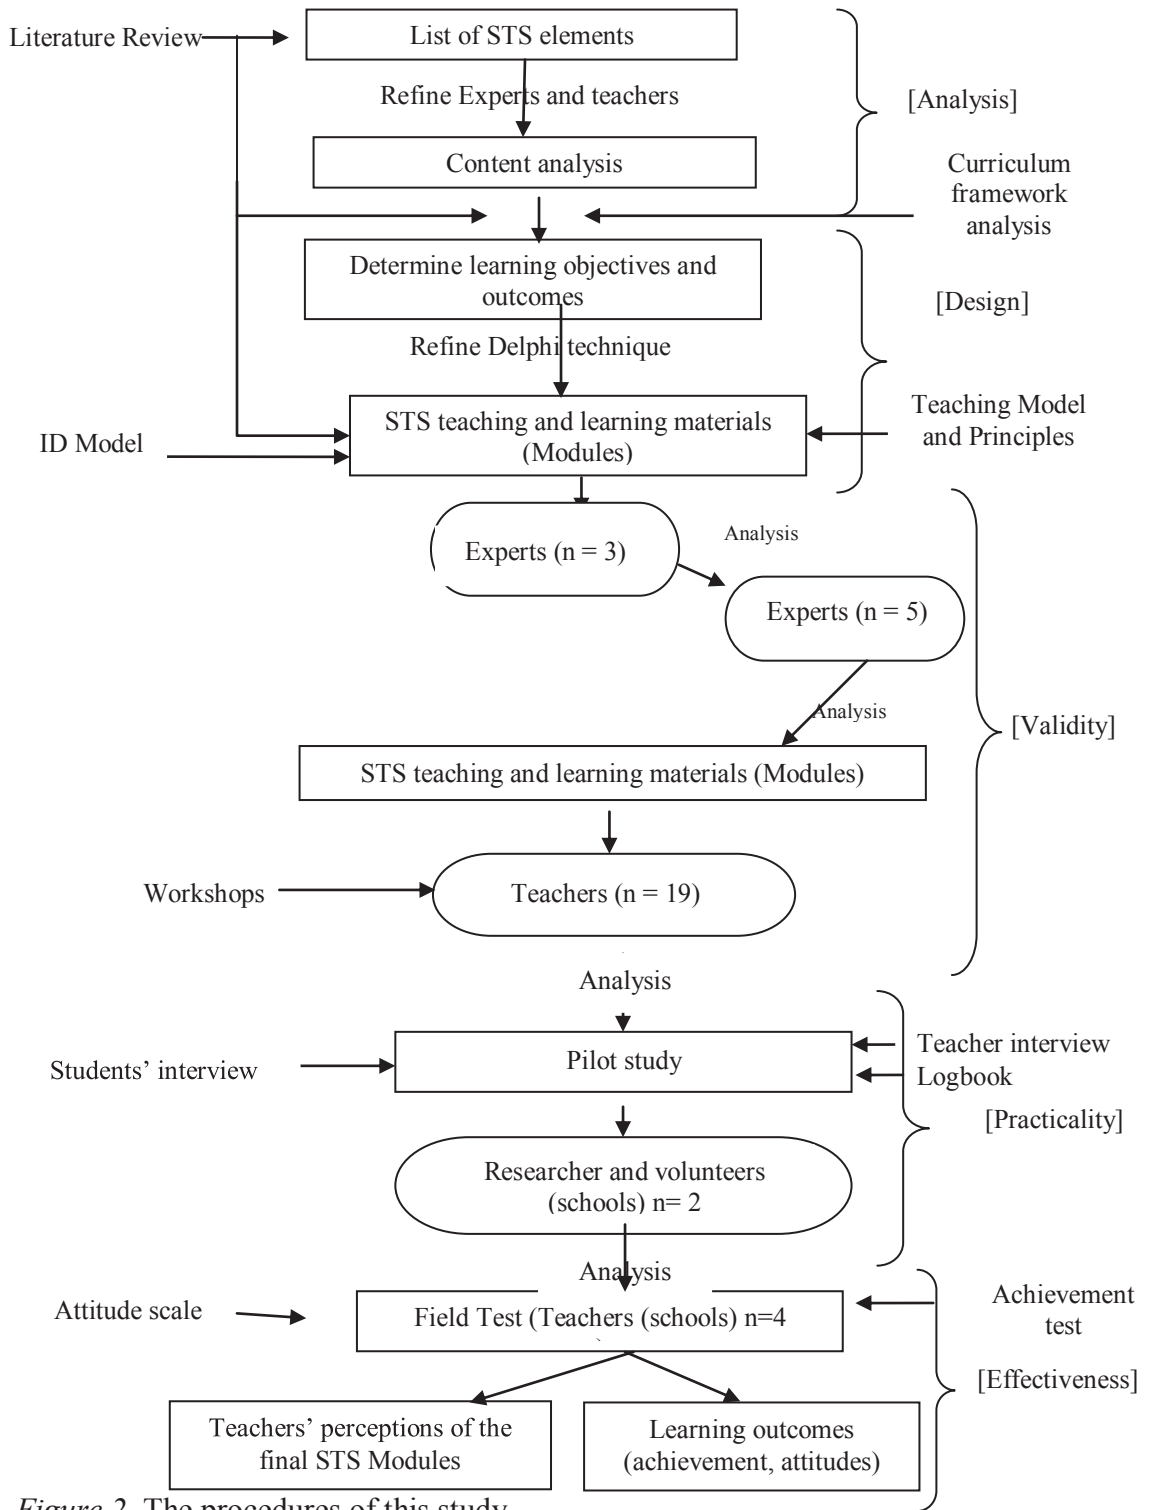 Literature Review
List of STS elements
Refine Experts and teachers
[Analysis]
Content analysis
Curriculum
framework
analysis
Determine learning objectives and
outcomes
[Design]
Refine Delphi technique
Teaching Model
and Principles
STS teaching and learning materials
(Modules)
ID Model
Experts (n = 3)
Analysis
Experts (n = 5)
Analysis
[Validity]
STS teaching and learning materials (Modules)
Workshops
Teachers (n = 19)
Analysis
Students’ interview
Pilot study
Teacher interview
Logbook
[Practicality]
Researcher and volunteers
(schools) n= 2
Analysis
Attitude scale
Field Test (Teachers (schools) n=4
Achievement
test
[Effectiveness]
Teachers’ perceptions of the
final STS Modules
Learning outcomes
(achievement, attitudes)
Figure 2. The procedures of this study